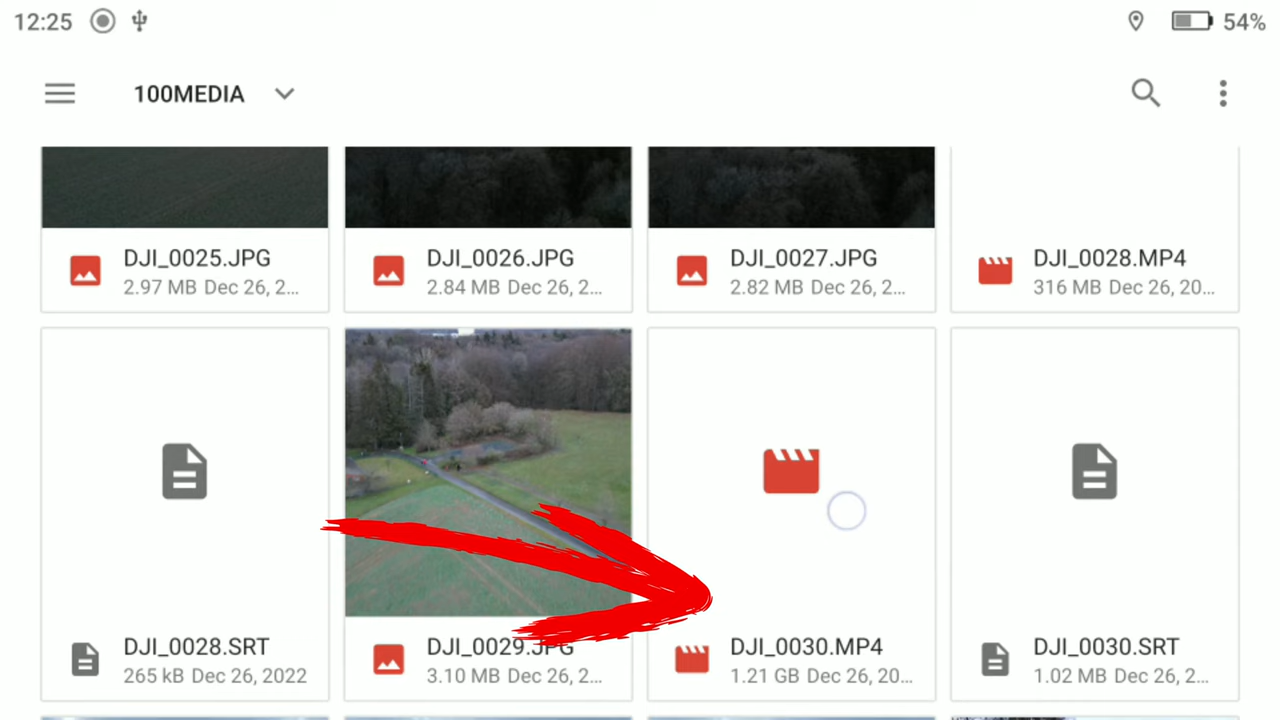 12:25
54%
100MEDIA
DJI_0025.JPG
2.97 MB Dec 26, 2...
DJI_0026.JPG
2.84 MB Dec 26, 2...
DJI_0027.JPG
2.82 MB Dec 26, 2...
DJI_0028.MP4
316 MB Dec 26, 20...
DJI_0028.SRT
265 kB Dec 26, 2022
DJI_0029.JPG
3.10 MB Dec 26, 2...
DJI_0030.MP4
1.21 GB Dec 26, 20...
DJI_0030.SRT
1.02 MB Dec 26, 2...